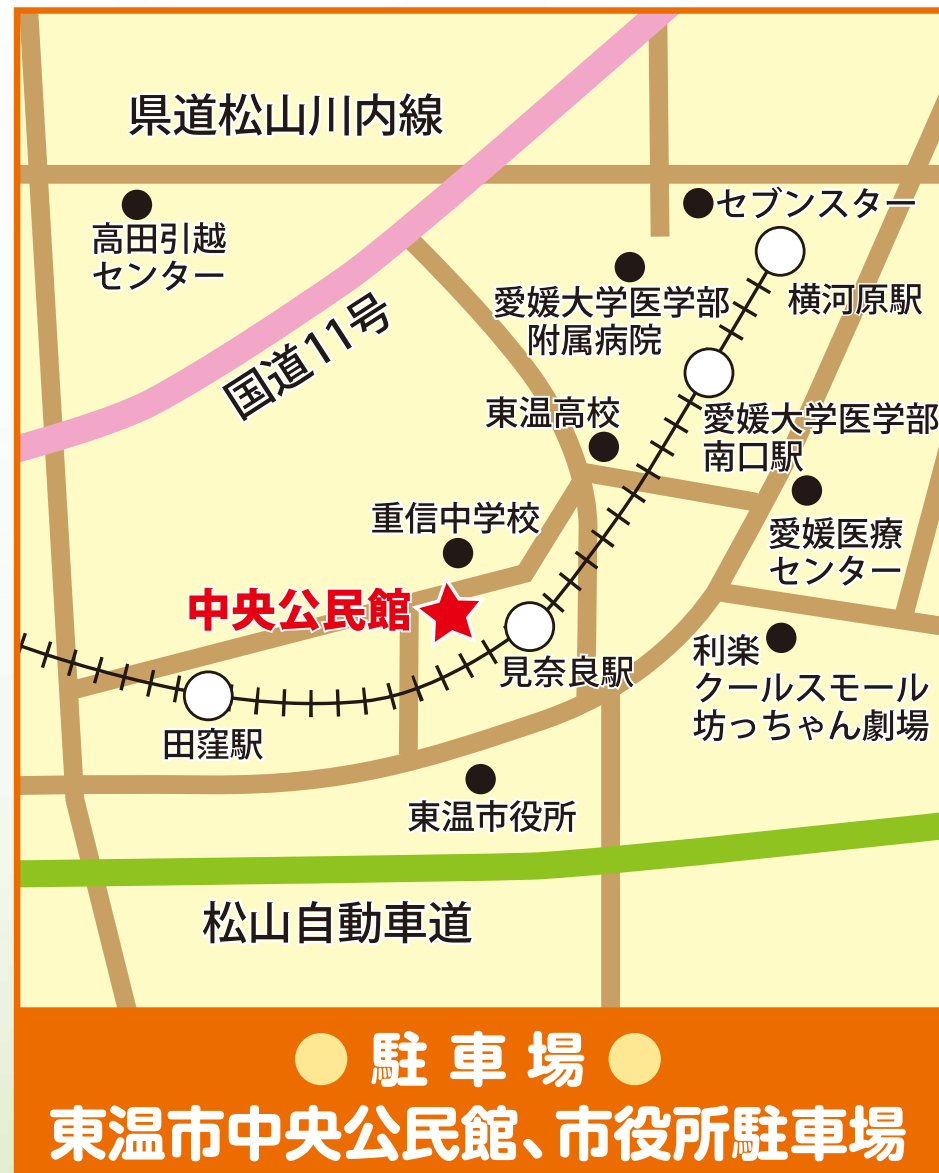 県道松山川内線
セブンスター
高田引越
センター
横河原駅
愛媛大学医学部
附属病院
国道11号
東温高校
愛媛大学医学部
南口駅
重信中学校
愛媛医療
センター
中央公民館
見奈良駅
利楽
クールスモール
坊っちゃん劇場
田窪駅
東温市役所
松山自動車道
駐車場
東温市中央公民館、市役所駐車場